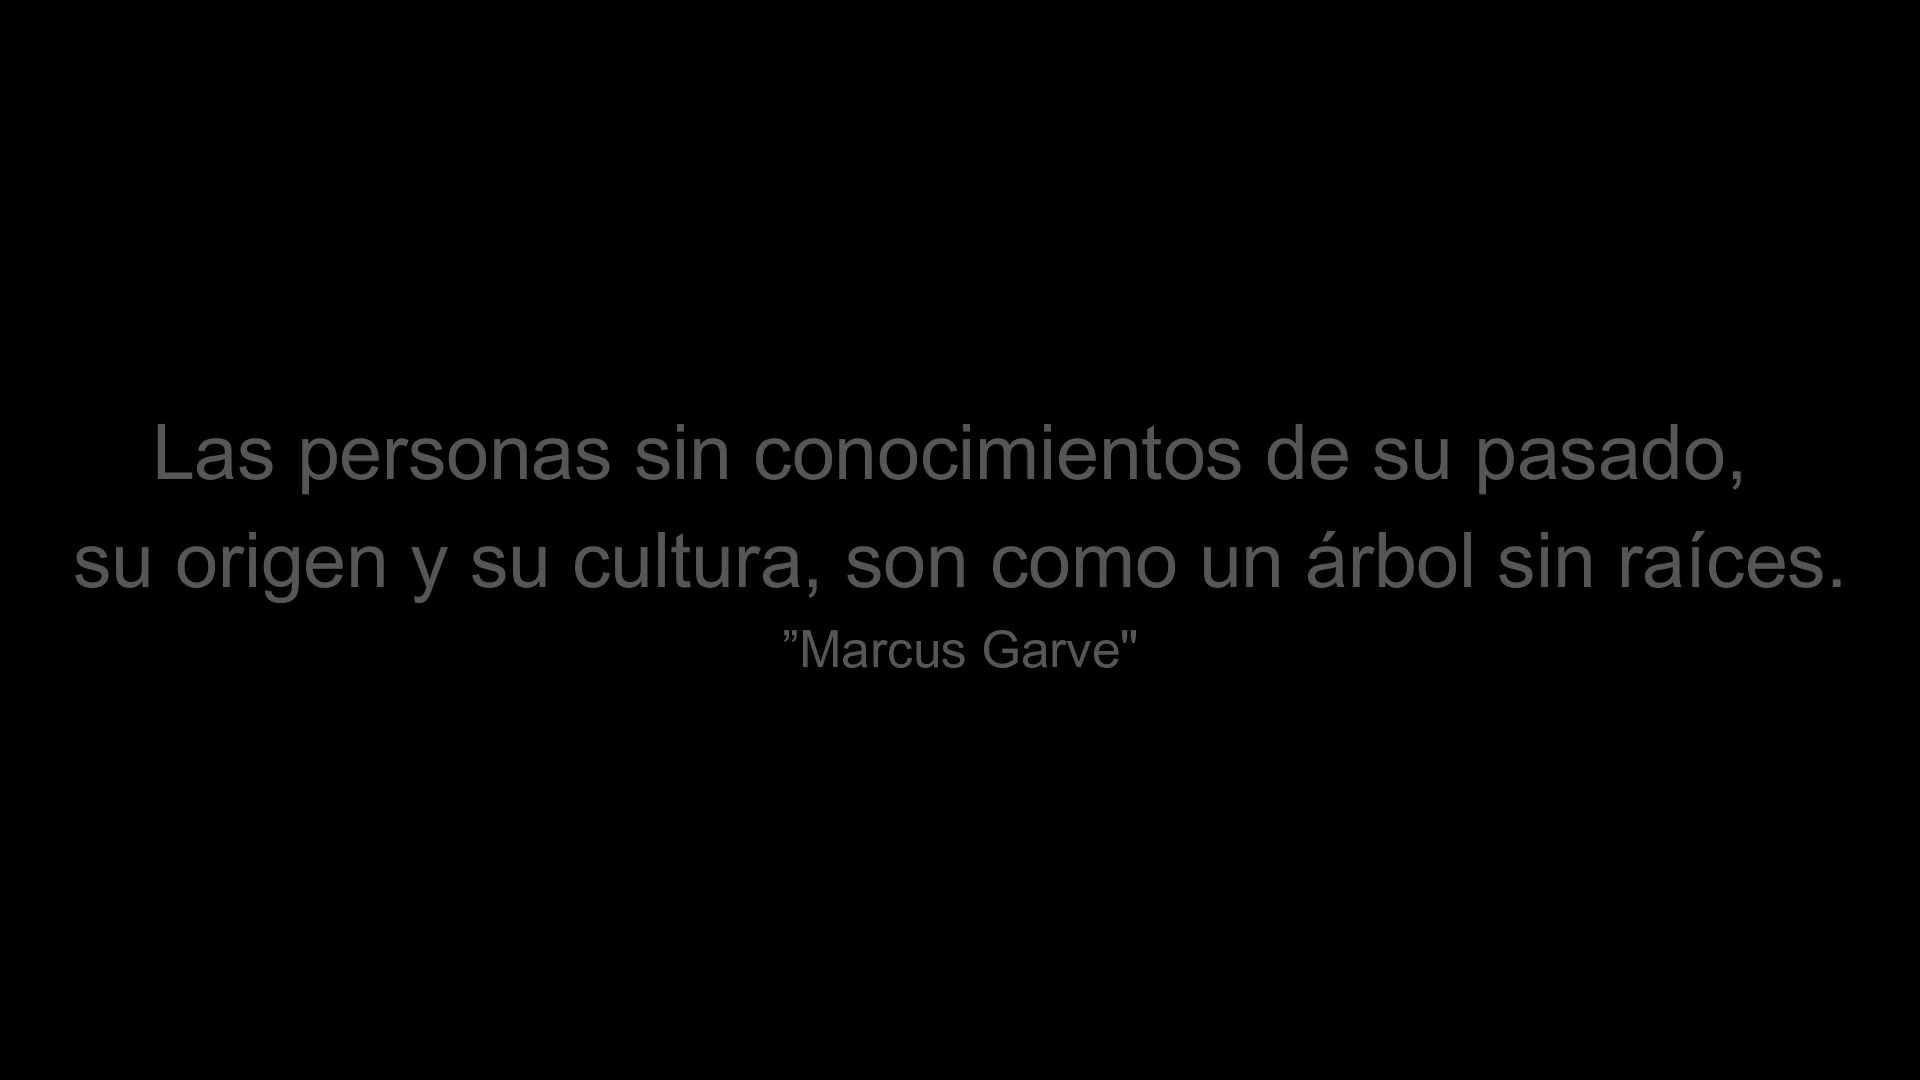 Las personas sin conocimientos de su pasado,
su origen y su cultura, son como un árbol sin raíces.
”Marcus Garve"